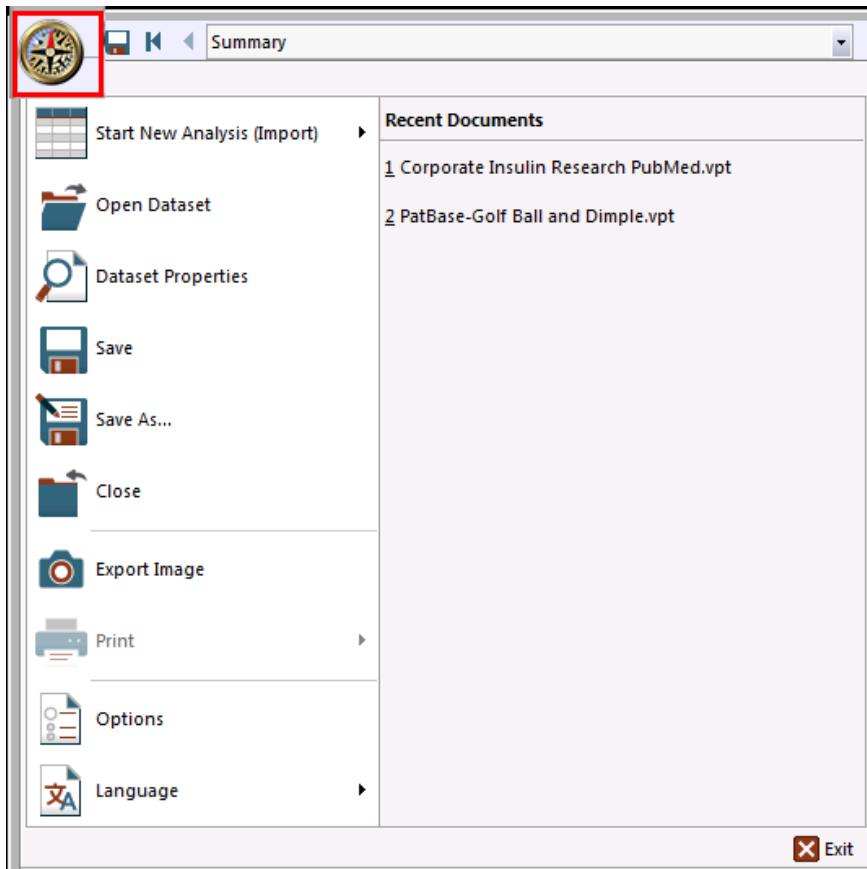 Summary
Start New Analysis (Import)
Open Dataset
Dataset Properties
Save
Save As...
Close
Export Image
Print
Options
Language
Recent Documents
1 Corporate Insulin Research PubMed.vpt
2 PatBase-Golf Ball and Dimple.vpt
Exit